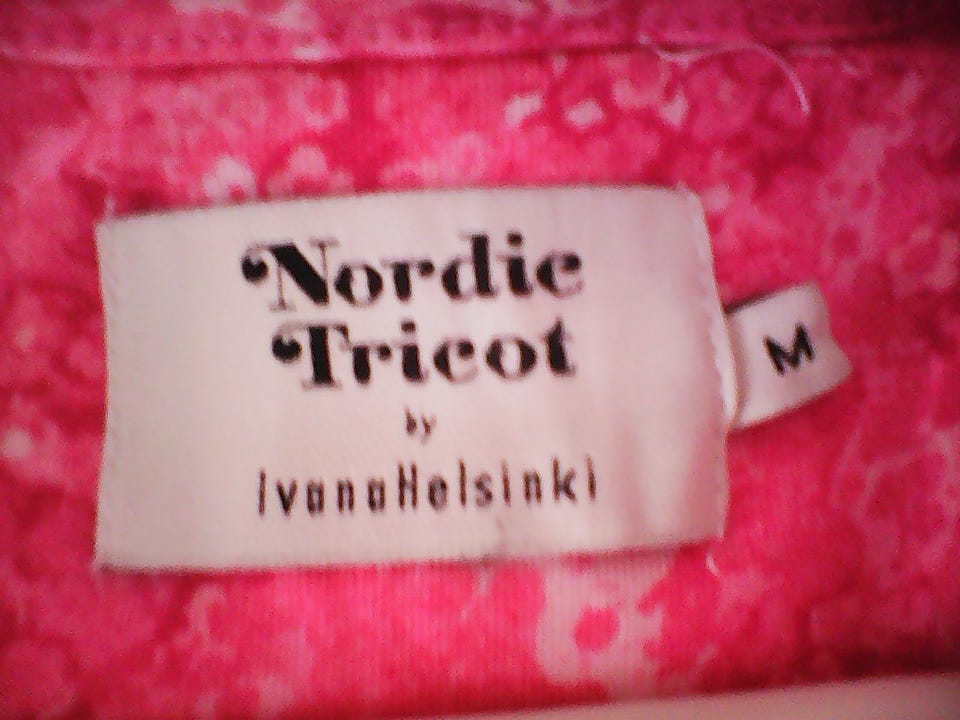 Nordic
Tricot
by
IvanaHelsinki
M